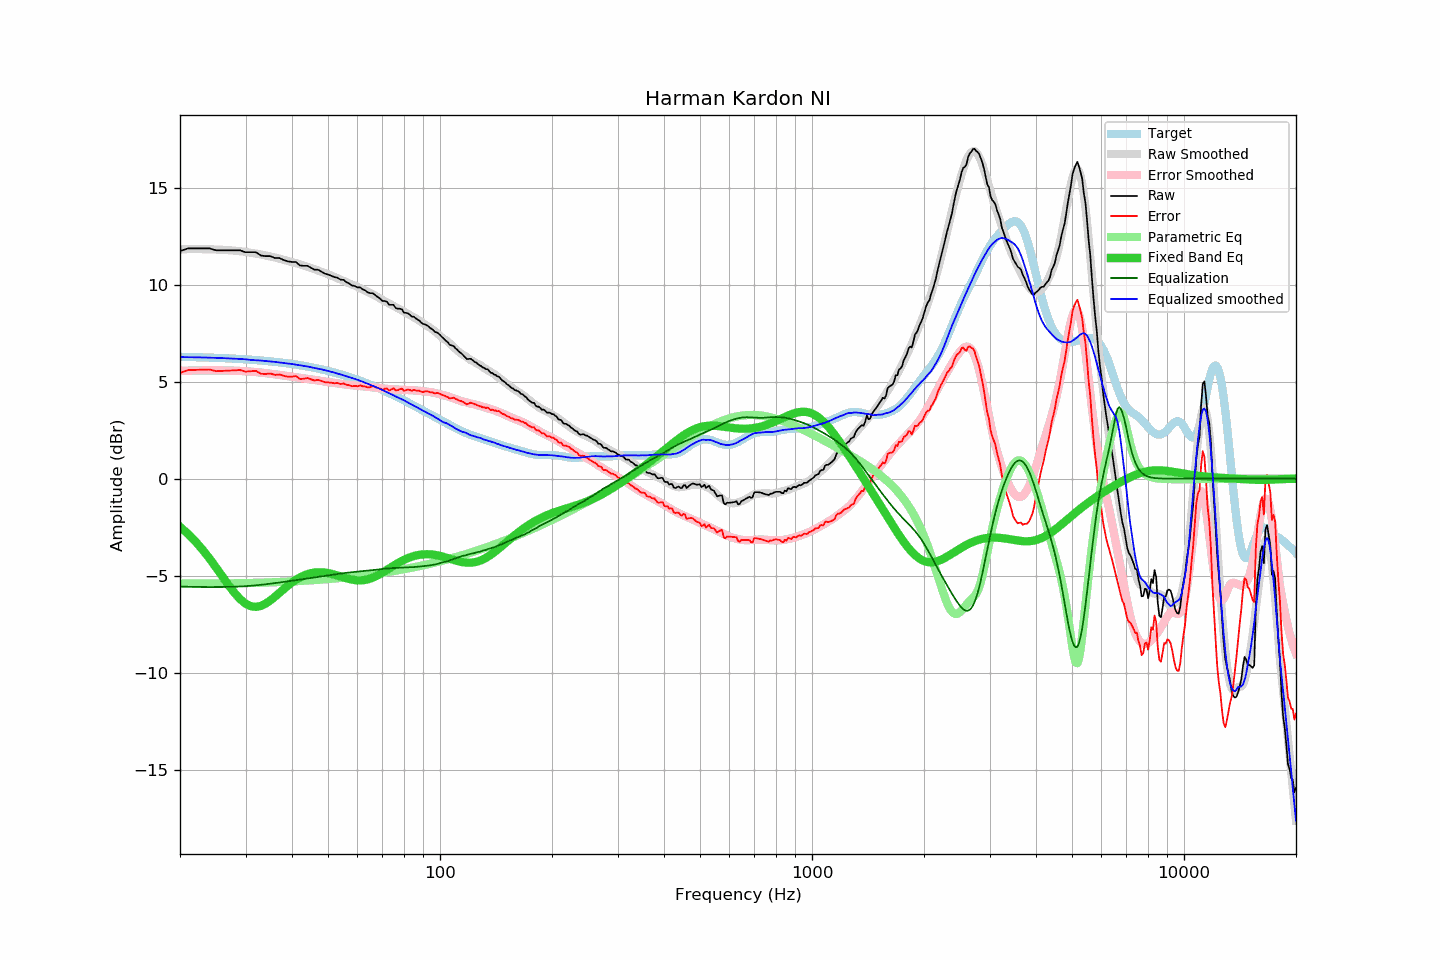 Harman Kardon NI
Target
Raw Smoothed
Error Smoothed
Raw
Error
Parametric Eq
Fixed Band Eq
Equalization
Equalized smoothed
15
10
5
0
−5
−10
−15
Amplitude (dBr)
100
1000
10000
Frequency (Hz)